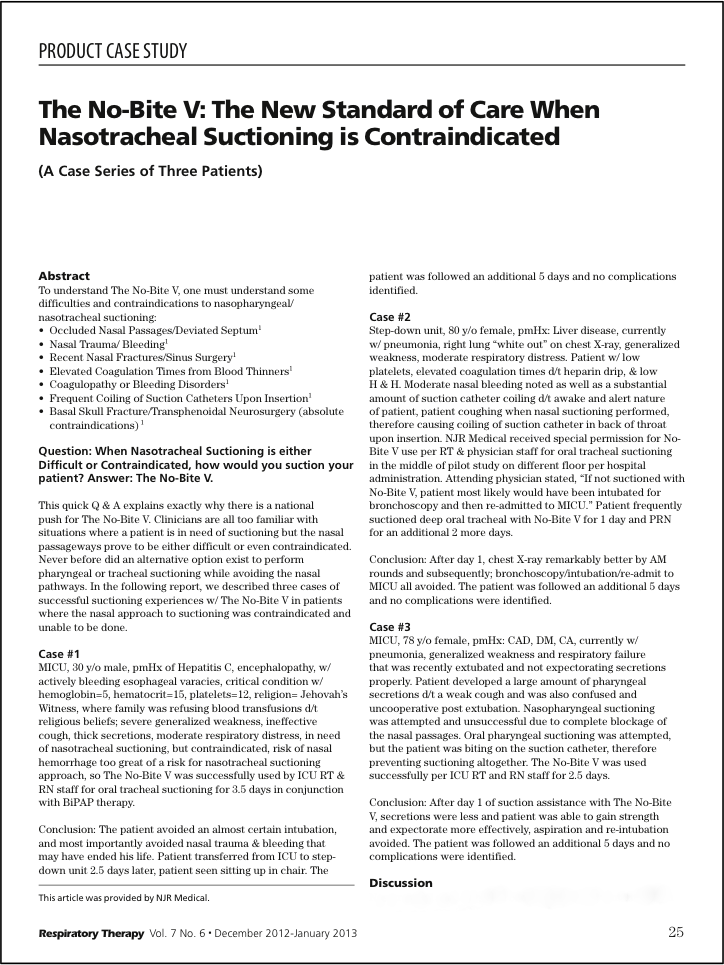 PRODUCT CASE STUDY
The No-Bite V: The New Standard of Care When
Nasotracheal Suctioning is Contraindicated
(A Case Series of Three Patients)
Abstract
To understand The No-Bite V, one must understand some
difficulties and contraindications to nasopharyngeal/
nasotracheal suctioning:
• Occluded Nasal Passages/Deviated Septum1
• Nasal Trauma/ Bleeding1
• Recent Nasal Fractures/Sinus Surgery1
• Elevated Coagulation Times from Blood Thinners1
• Coagulopathy or Bleeding Disorders1
• Frequent Coiling of Suction Catheters Upon Insertion1
• Basal Skull Fracture/Transphenoidal Neurosurgery (absolute
contraindications) 1
Question: When Nasotracheal Suctioning is either
Difficult or Contraindicated, how would you suction your
patient? Answer: The No-Bite V.
This quick Q & A explains exactly why there is a national
push for The No-Bite V. Clinicians are all too familiar with
situations where a patient is in need of suctioning but the nasal
passageways prove to be either difficult or even contraindicated.
Never before did an alternative option exist to perform
pharyngeal or tracheal suctioning while avoiding the nasal
pathways. In the following report, we described three cases of
successful suctioning experiences w/ The No-Bite V in patients
where the nasal approach to suctioning was contraindicated and
unable to be done.
Case #1
MICU, 30 y/o male, pmHx of Hepatitis C, encephalopathy, w/
actively bleeding esophageal varacies, critical condition w/
hemoglobin=5, hematocrit=15, platelets=12, religion= Jehovah's
Witness, where family was refusing blood transfusions d/t
religious beliefs; severe generalized weakness, ineffective
cough, thick secretions, moderate respiratory distress, in need
of nasotracheal suctioning, but contraindicated, risk of nasal
hemorrhage too great of a risk for nasotracheal suctioning
approach, so The No-Bite V was successfully used by ICU RT &
RN staff for oral tracheal suctioning for 3.5 days in conjunction
with BiPAP therapy.
Conclusion: The patient avoided an almost certain intubation,
and most importantly avoided nasal trauma & bleeding that
may have ended his life. Patient transferred from ICU to step-
down unit 2.5 days later, patient seen sitting up in chair. The
This article was provided by NJR Medical.
patient was followed an additional 5 days and no complications
identified.
Case #2
Step-down unit, 80 y/o female, pmHx: Liver disease, currently
w/ pneumonia, right lung "white out" on chest X-ray, generalized
weakness, moderate respiratory distress. Patient w/ low
platelets, elevated coagulation times d/t heparin drip, & low
H & H. Moderate nasal bleeding noted as well as a substantial
amount of suction catheter coiling d/t awake and alert nature
of patient, patient coughing when nasal suctioning performed,
therefore causing coiling of suction catheter in back of throat
upon insertion. NJR Medical received special permission for No-
Bite V use per RT & physician staff for oral tracheal suctioning
in the middle of pilot study on different floor per hospital
administration. Attending physician stated, "If not suctioned with
No-Bite V, patient most likely would have been intubated for
bronchoscopy and then re-admitted to MICU." Patient frequently
suctioned deep oral tracheal with No-Bite V for 1 day and PRN
for an additional 2 more days.
Conclusion: After day 1, chest X-ray remarkably better by AM
rounds and subsequently; bronchoscopy/intubation/re-admit to
MICU all avoided. The patient was followed an additional 5 days
and no complications were identified.
Case #3
MICU, 78 y/o female, pmHx: CAD, DM, CA, currently w/
pneumonia, generalized weakness and respiratory failure
that was recently extubated and not expectorating secretions
properly. Patient developed a large amount of pharyngeal
secretions d/t a weak cough and was also confused and
uncooperative post extubation. Nasopharyngeal suctioning
was attempted and unsuccessful due to complete blockage of
the nasal passages. Oral pharyngeal suctioning was attempted,
but the patient was biting on the suction catheter, therefore
preventing suctioning altogether. The No-Bite V was used
successfully per ICU RT and RN staff for 2.5 days.
Conclusion: After day 1 of suction assistance with The No-Bite
V, secretions were less and patient was able to gain strength
and expectorate more effectively, aspiration and re-intubation
avoided. The patient was followed an additional 5 days and no
complications were identified.
Discussion
Respiratory Therapy Vol. 7 No. 6 • December 2012-January 2013
25